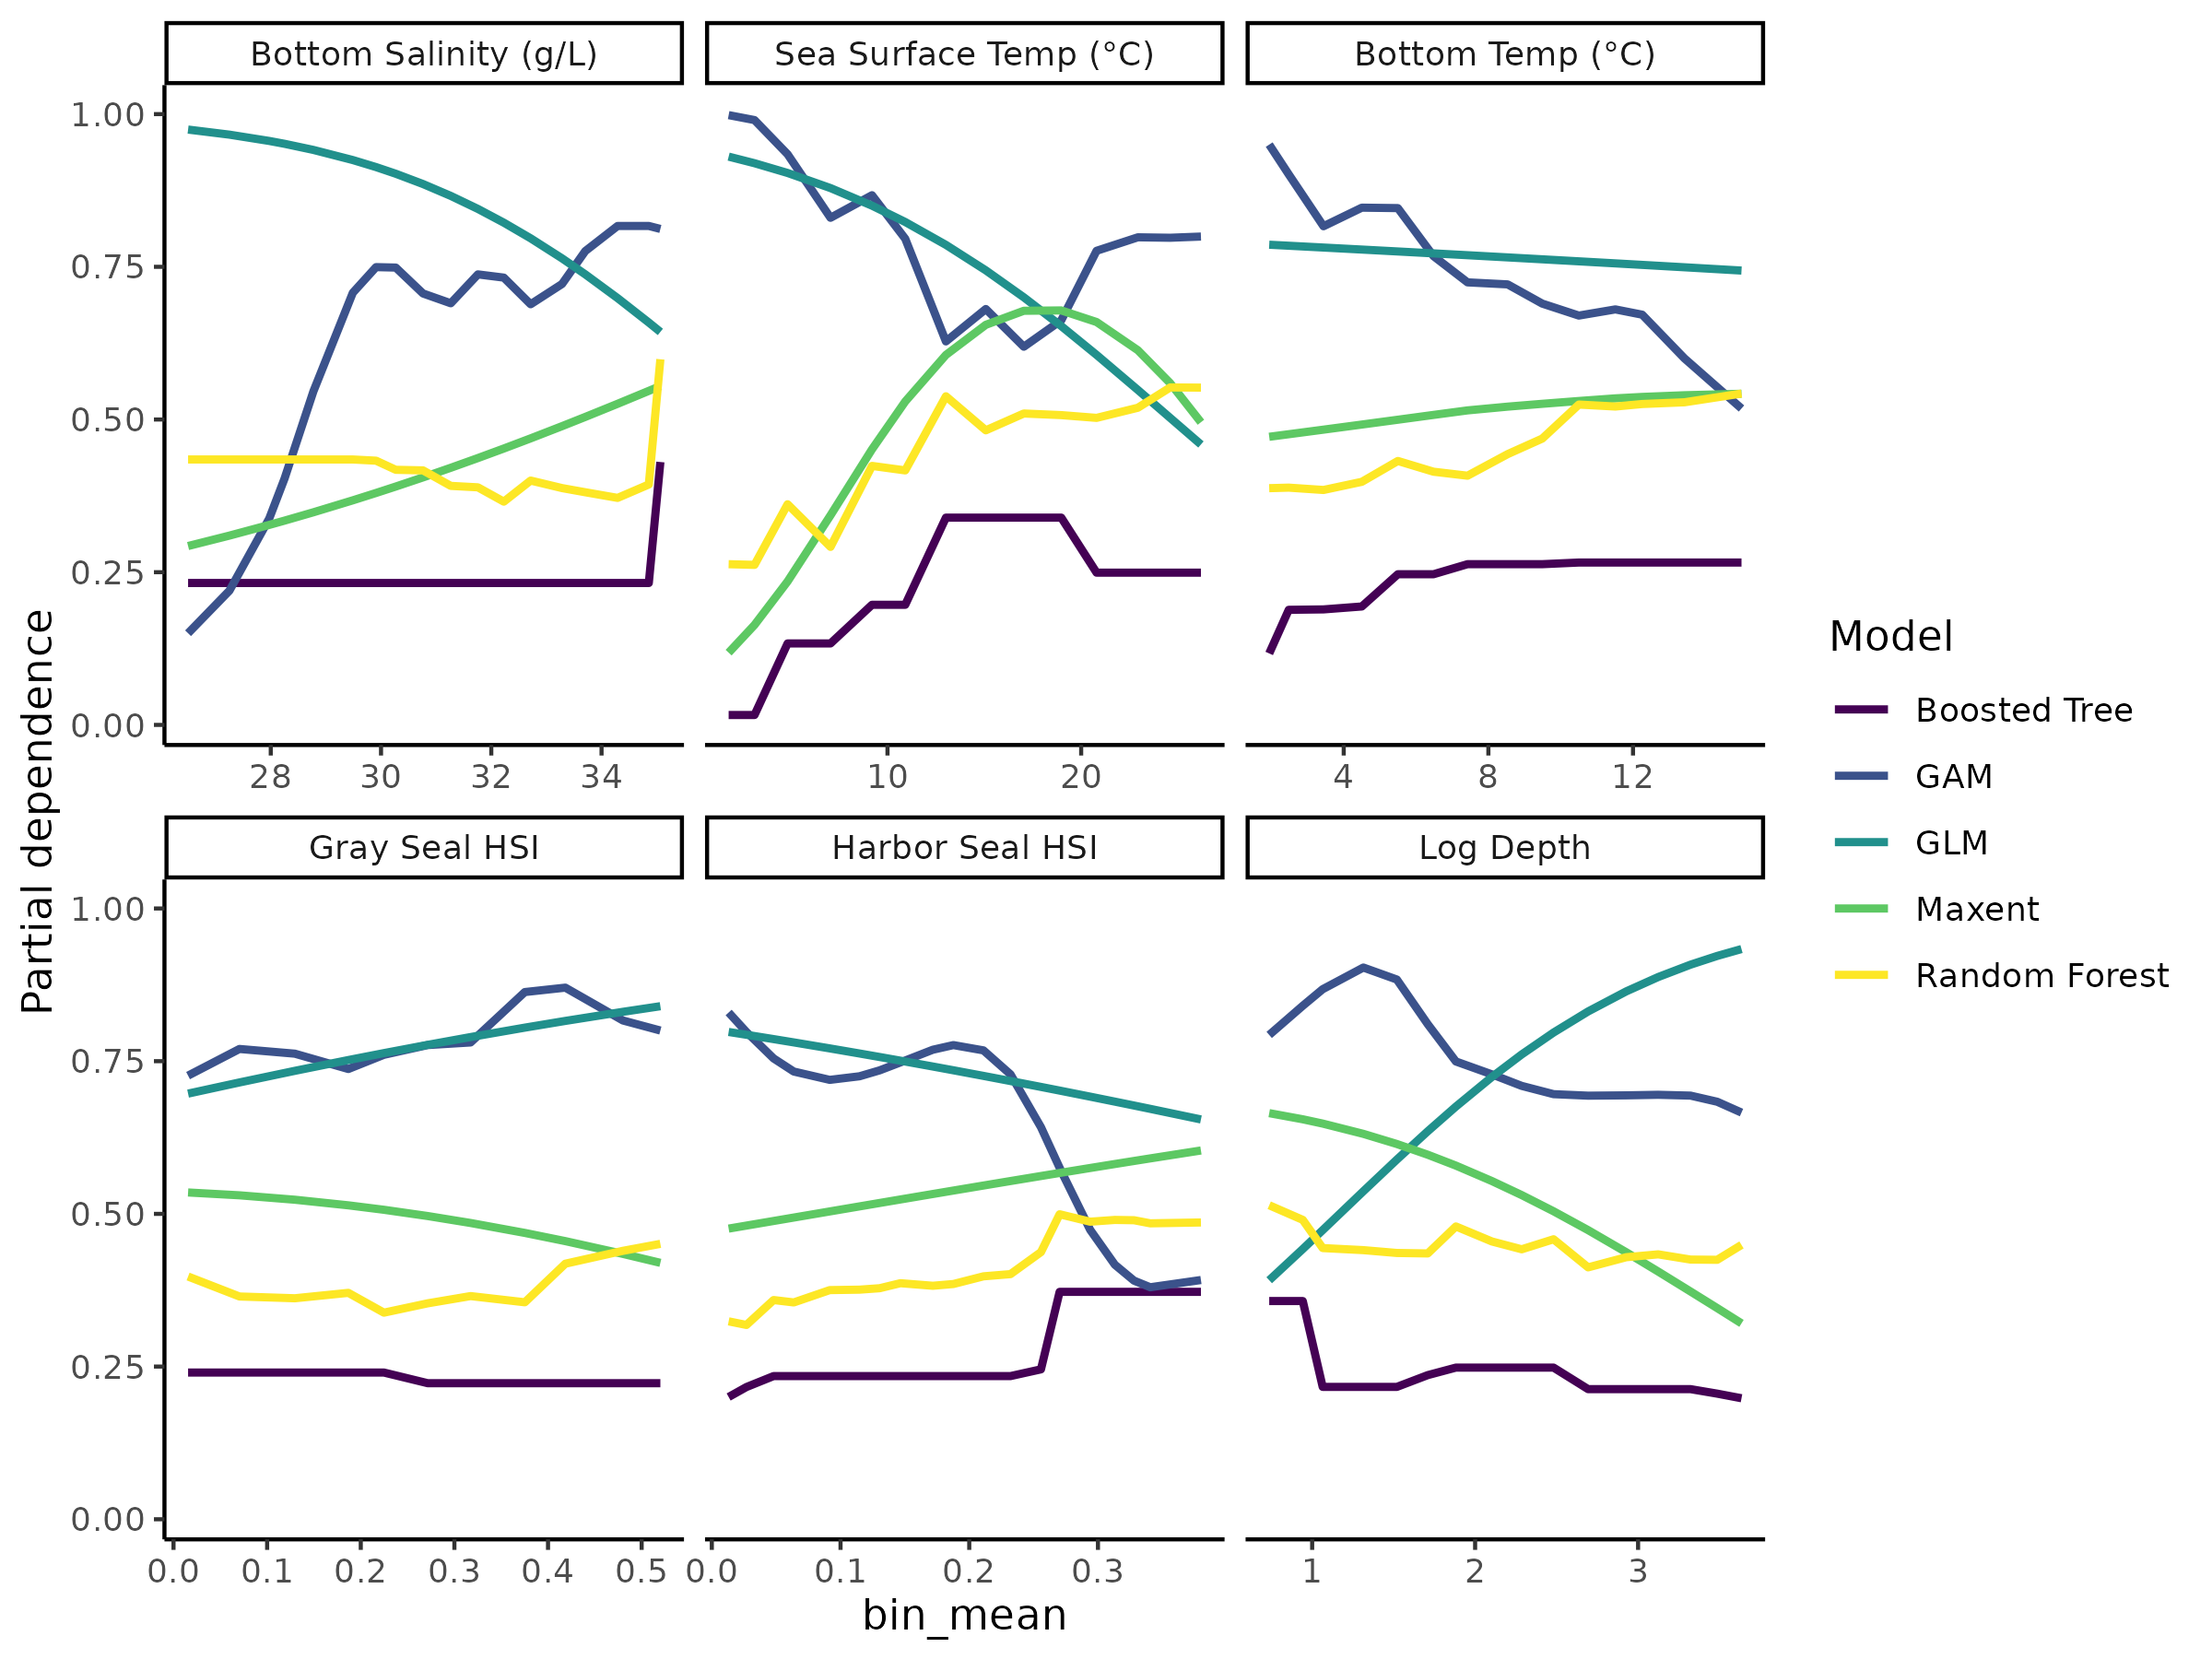 Bottom Salinity (g/L) Sea Surface Temp (°C) Bottom Temp (°C)
1.00
0.75
0.50
0.25
0.00
28 30 32 34 10 20 4 8 12
Gray Seal HSI Harbor Seal HSI Log Depth
1.00
0.75
0.50
0.25
0.00
0.0 0.1 0.2 0.3 0.4 0.5 0.0 0.1 0.2 0.3 1 2 3
bin_mean
Partial dependence
Model
Boosted Tree
GAM
GLM
Maxent
Random Forest